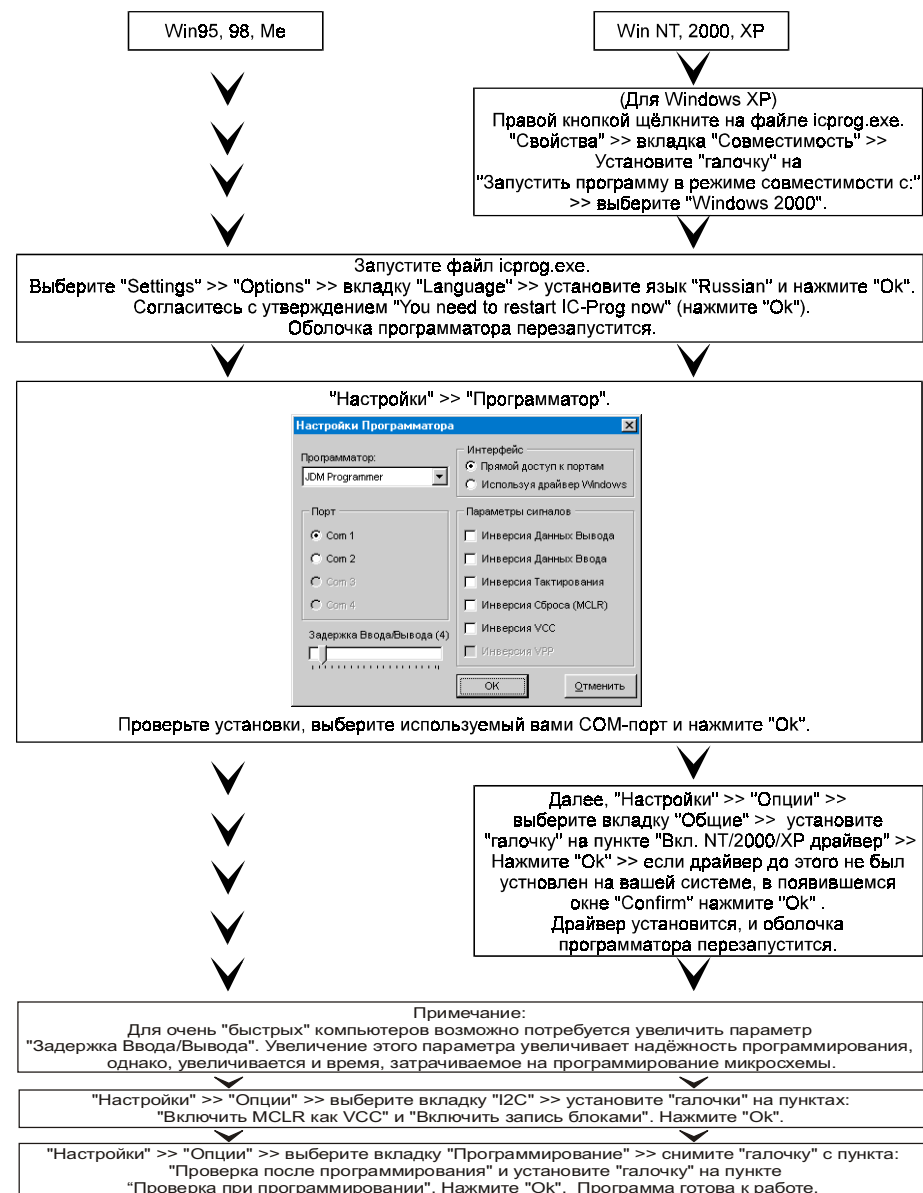 Win95, 98, Me
Win NT, 2000, XP
(Для Windows XP)
Правой кнопкой щёлкните на файле icprog.exe.
"Свойства" >> вкладка "Совместимость" >>
Установите "галочку" на
"Запустить программу в режиме совместимости с:"
>> выберите "Windows 2000".
Запустите файл icprog.exe.
Выберите "Settings" >> "Options" >> вкладку "Language" >> установите язык "Russian" и нажмите "Ok".
Согласитесь с утверждением "You need to restart IC-Prog now" (нажмите "Ok").
Оболочка программатора перезапустится.
"Настройки" >> "Программатор".
Настройки Программатора
Программатор:
JDM Programmer
Интерфейс
Прямой доступ к портам
Используя драйвер Windows
Порт
Com 1
Com 2
Com 3
Com 4
Задержка Ввода/Вывода (4)
Параметры сигналов
Инверсия Данных Вывода
Инверсия Данных Ввода
Инверсия Тактирования
Инверсия Сброса (MCLR)
Инверсия VCC
Инверсия VPP
OK
Отменить
Проверьте установки, выберите используемый вами COM-порт и нажмите "Ok".
Далее, "Настройки" >> "Опции" >>
выберите вкладку "Общие" >> установите
"галочку" на пункте "Вкл. NT/2000/XP драйвер" >>
Нажмите "Ok" >> если драйвер до этого не был
устновлен на вашей системе, в появившемся
окне "Confirm" нажмите "Ok" .
Драйвер установится, и оболочка
программатора перезапустится.
Примечание:
Для очень "быстрых" компьютеров возможно потребуется увеличить параметр
"Задержка Ввода/Вывода". Увеличение этого параметра увеличивает надёжность программирования,
однако, увеличивается и время, затрачиваемое на программирование микросхемы.
"Настройки" >> "Опции" >> выберите вкладку "I2C" >> установите "галочки" на пунктах:
"Включить MCLR как VCC" и "Включить запись блоками". Нажмите "Ok".
"Настройки" >> "Опции" >> выберите вкладку "Программирование" >> снимите "галочку" с пункта:
"Проверка после программирования" и установите "галочку" на пункте
“Проверка при программировании". Нажмите "Ok". Программа готова к работе.